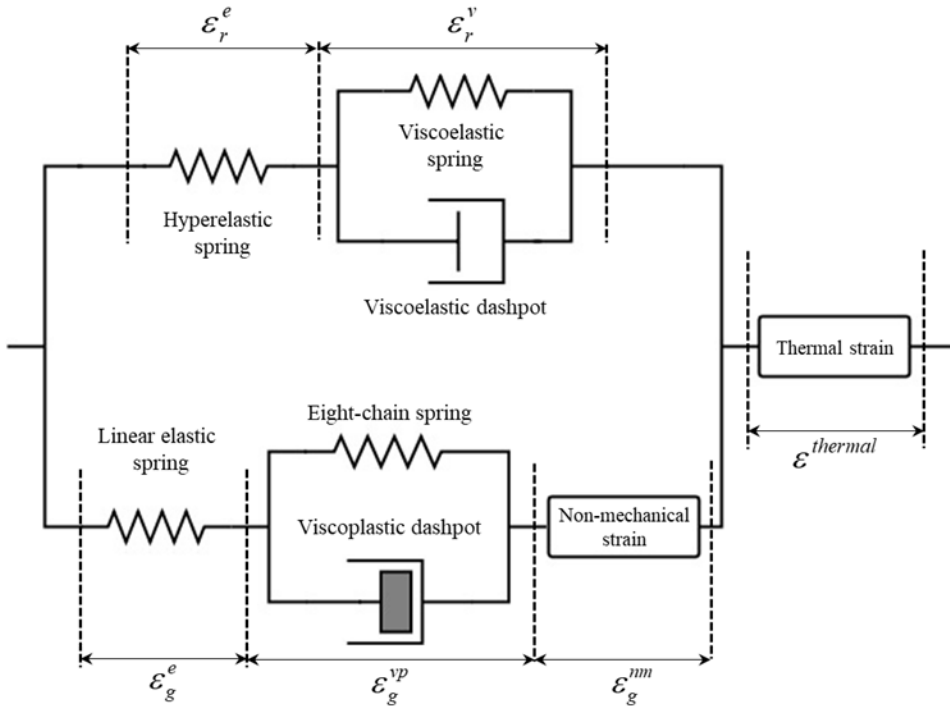 ε_r^e
ε_r^v
Viscoelastic
spring
Hyperelastic
spring
Viscoelastic dashpot
Thermal strain
ε^thermal
Eight-chain spring
Linear elastic
spring
Viscoplastic dashpot
Non-mechanical
strain
ε_g^e
ε_g^vp
ε_g^nm